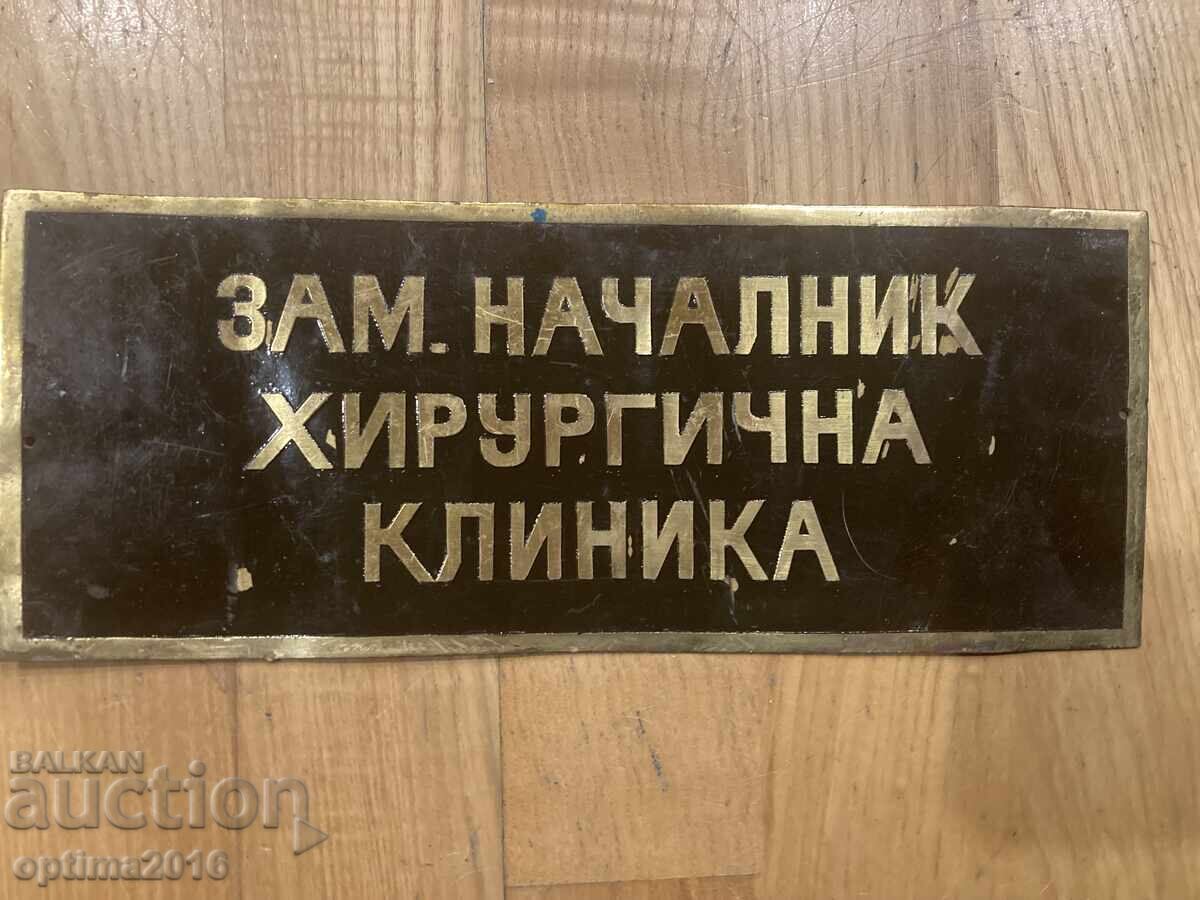 ЗАМ. НАЧАЛНИК
ХИРУРГИЧНА
КЛИНИКА
BALKAN
auction
optima2016